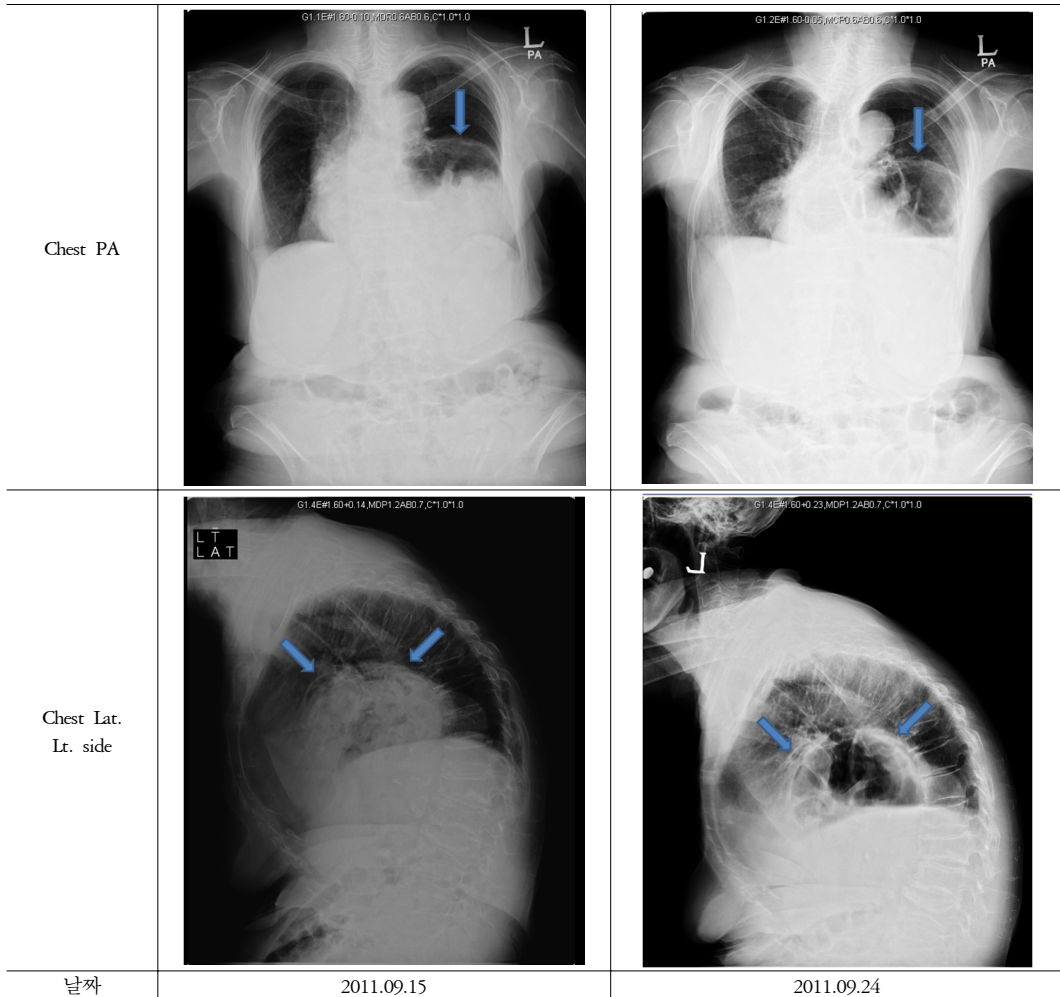 G1.1E#1.60-0.10,MDR0.6AB0.6,C*1.0*1.0
L
PA
G1.2E#1.60-0.05,MCP0.6AB0.6,C*1.0*1.0
L
PA
Chest PA
G1.4E#1.60+0.14,MDP1.2AB0.7,C*1.0*1.0
L T
L A T
G1.4E#1.60+0.23,MDP1.2AB0.7,C*1.0*1.0
L
Chest Lat.
Lt. side
날짜 2011.09.15 2011.09.24